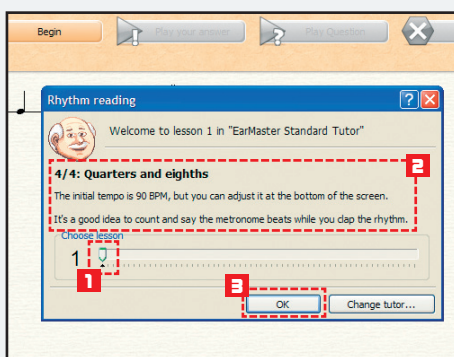 Begin
! Play your answer
? Play Question
Rhythm reading
Welcome to lesson 1 in "EarMaster Standard Tutor"
2
4/4: Quarters and eighths
The initial tempo is 90 BPM, but you can adjust it at the bottom of the screen.
It's a good idea to count and say the metronome beats while you clap the rhythm.
Choose lesson
1
1
3
OK
Change tutor...